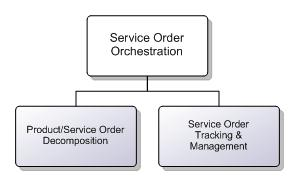 Service Order
Orchestration
Product/Service Order
Decomposition
Service Order
Tracking &
Management